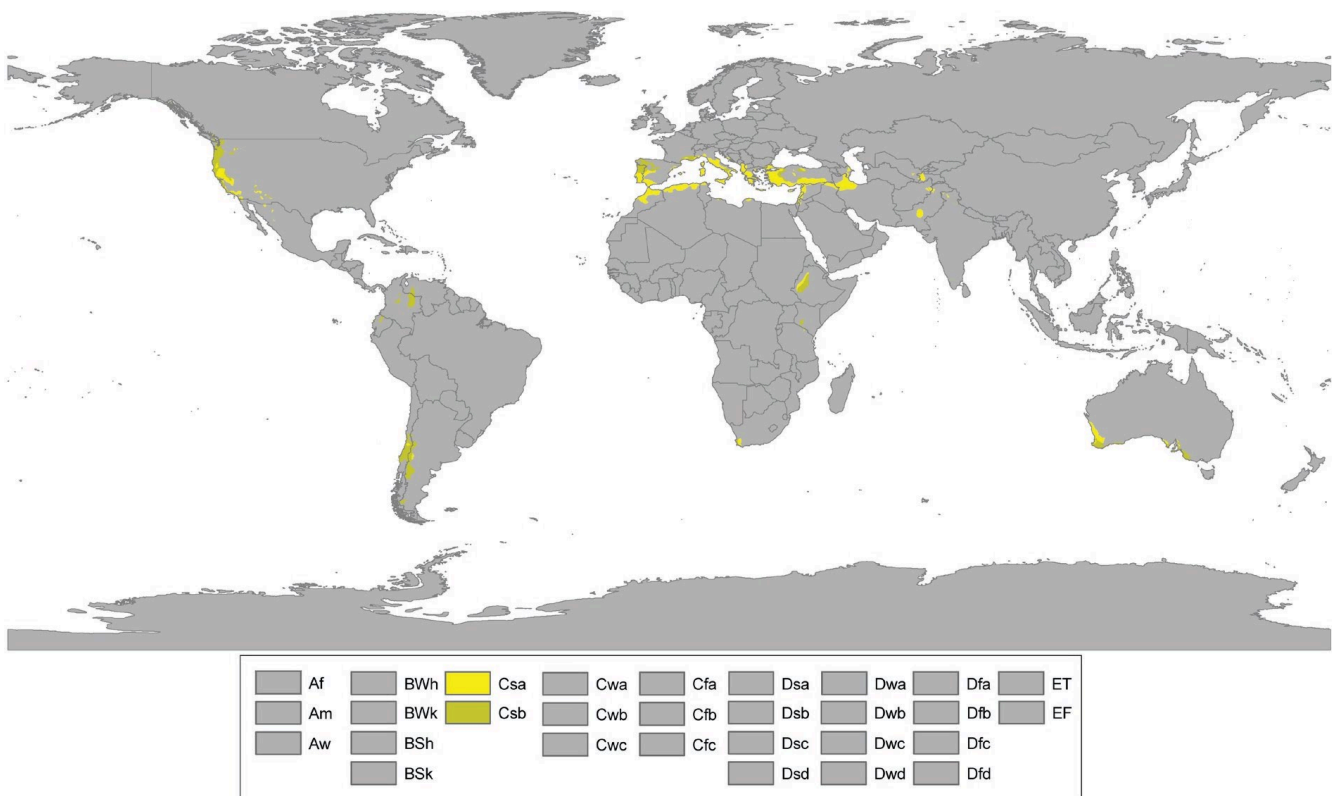 Af BWh Csa Cwa Cfa Dsa Dwa Dfa ET
Am BWk Csb Cwb Cfb Dsb Dwb Dfb EF
Aw BSh Cwc Cfc Dsc Dwc Dfc
BSk Dsd Dwd Dfd